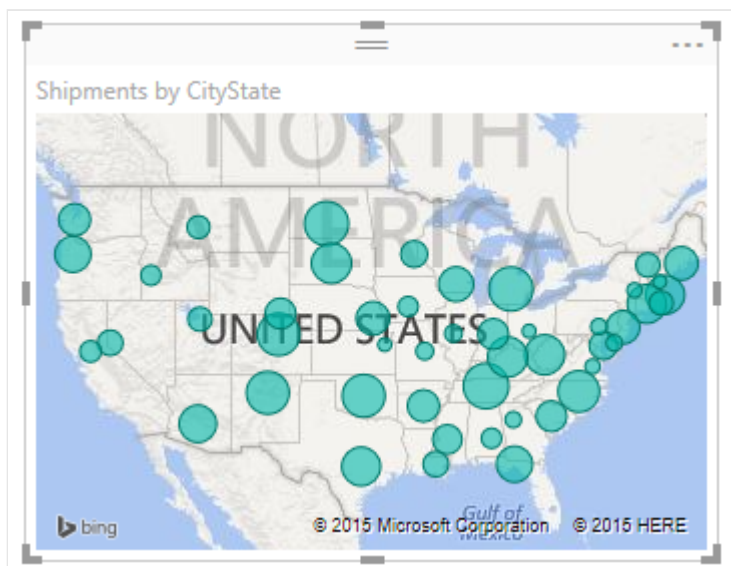 Shipments by CityState
NORTH
AMERICA
UNITED STATES
Gulf of
Mexico
bing
© 2015 Microsoft Corporation © 2015 HERE